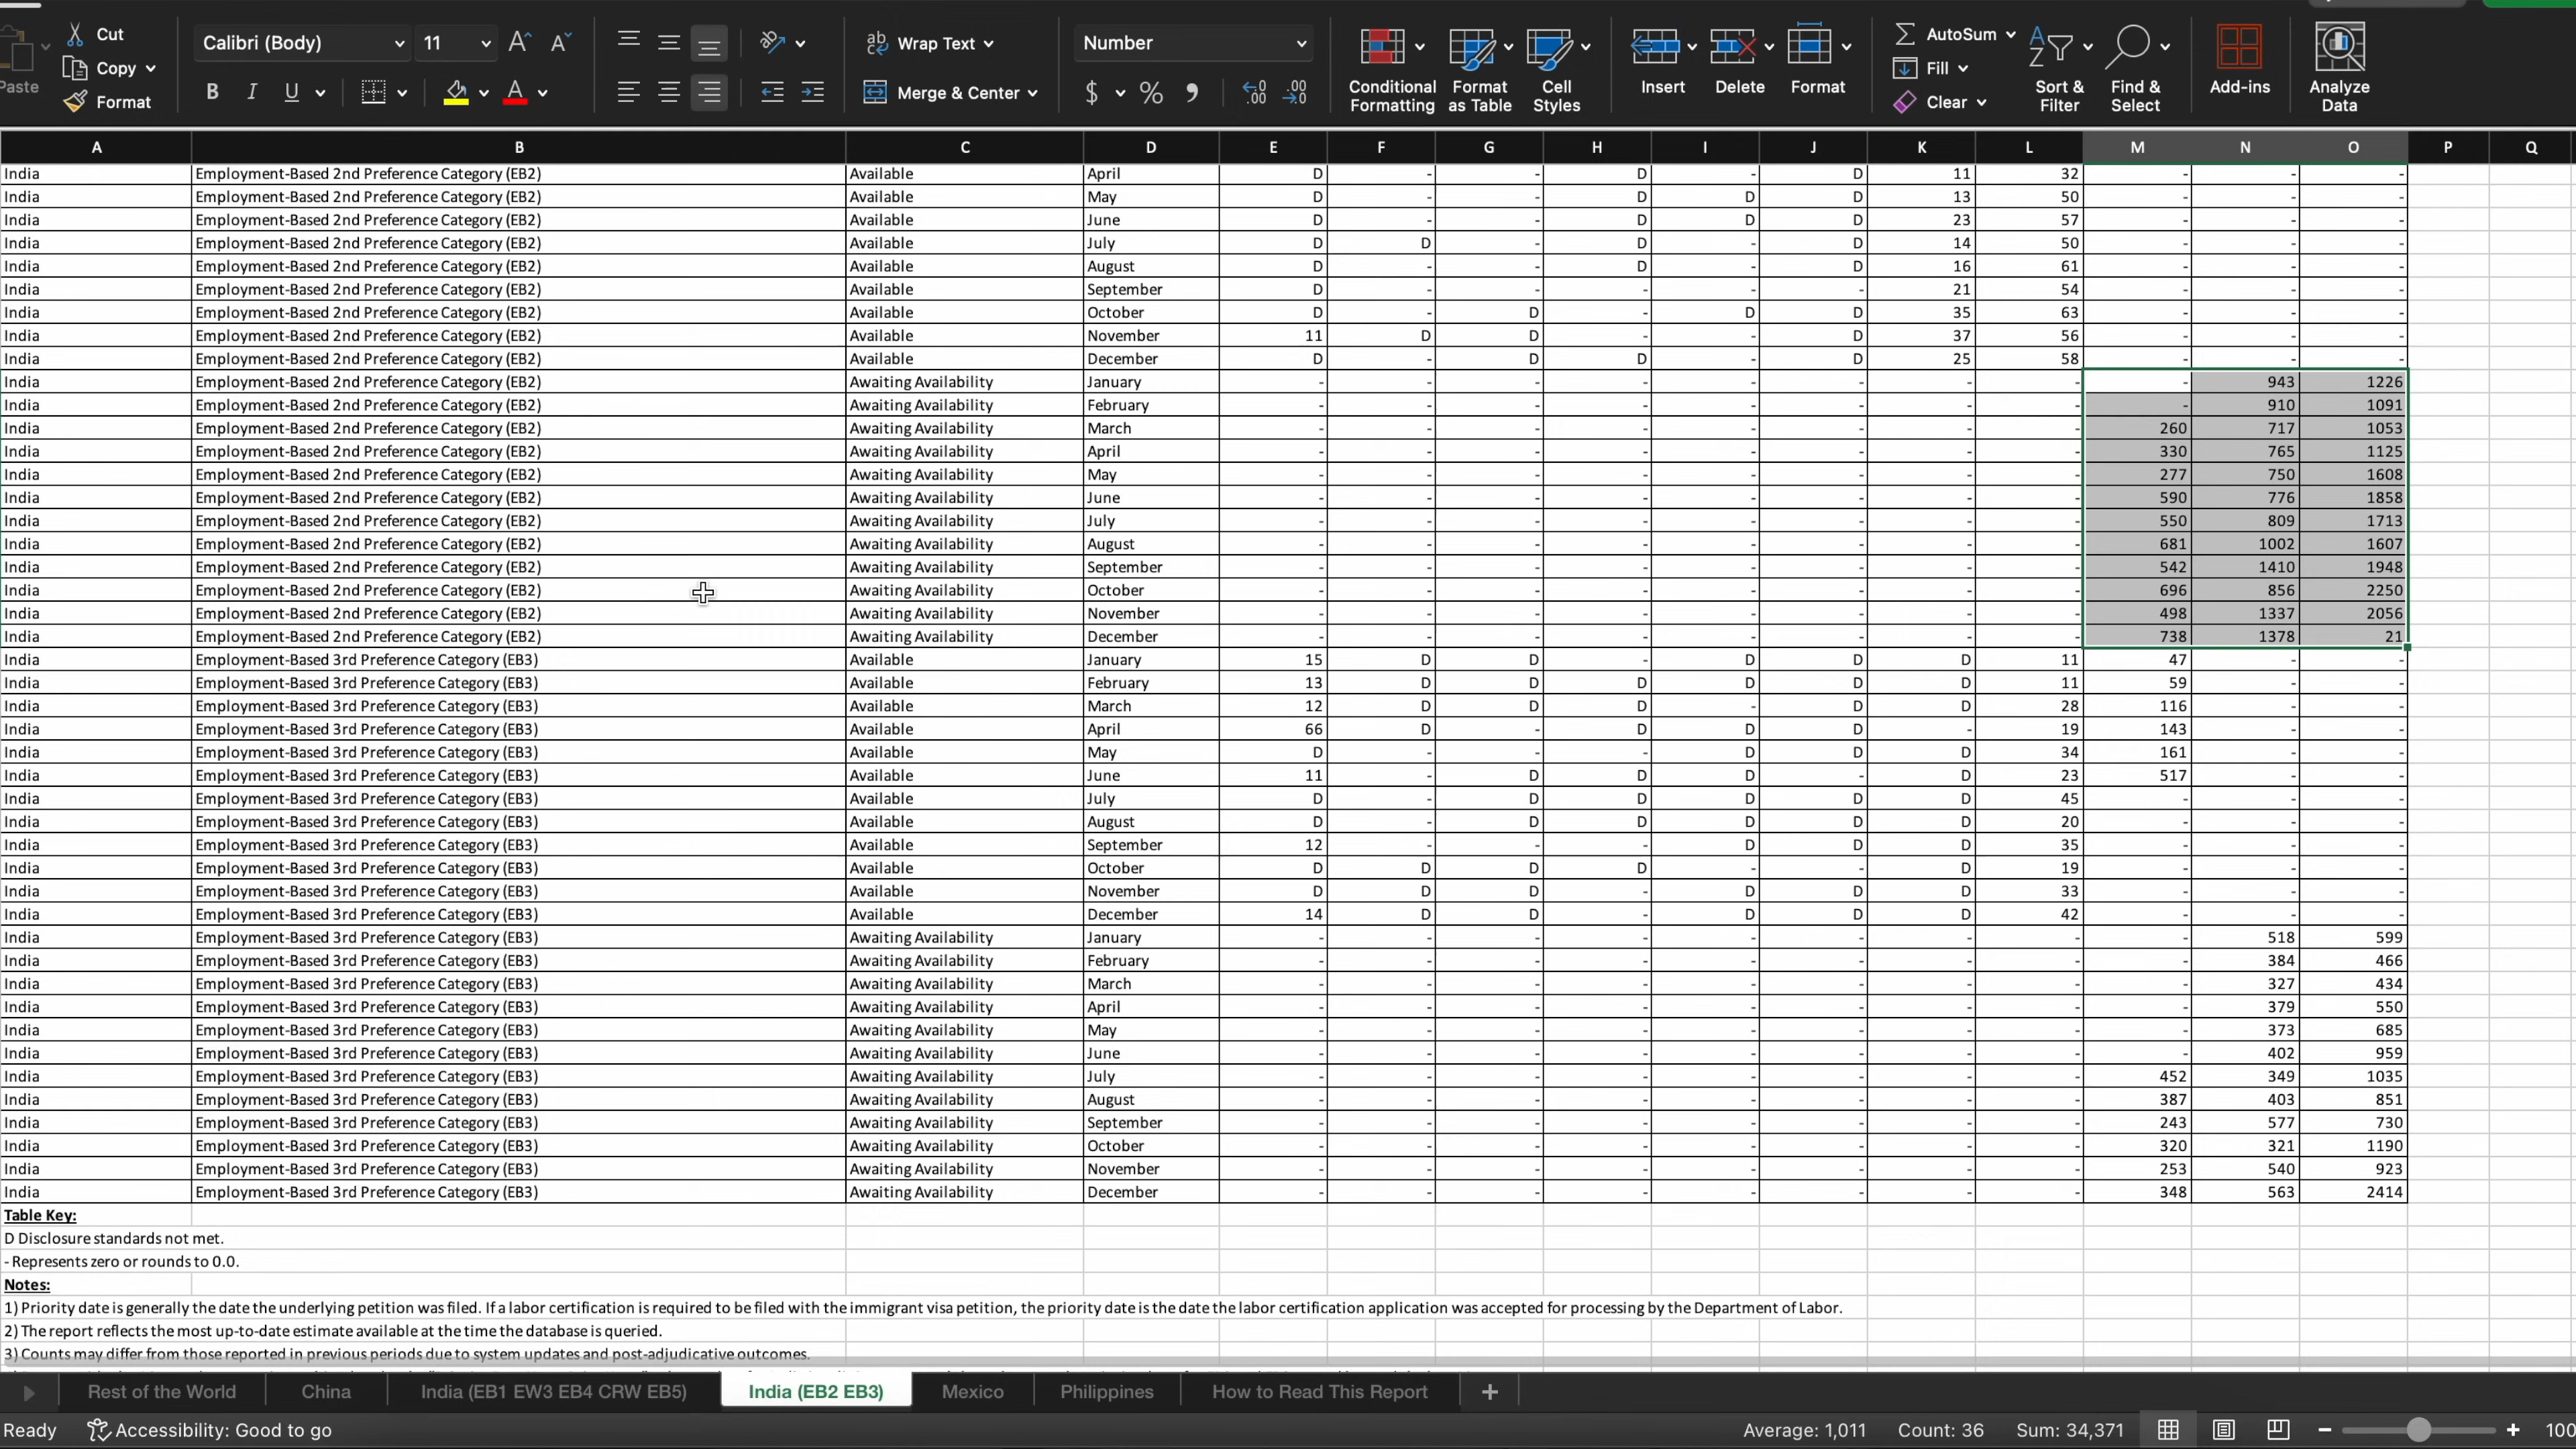 Cut
Copy
Format
Paste
Calibri (Body) 11
B I U
Wrap Text
Merge & Center
Number
$ %
Conditional Formatting
Format as Table
Cell Styles
Insert
Delete
Format
AutoSum
Fill
Clear
Sort & Filter
Find & Select
Add-ins
Analyze Data
A B C D E F G H I J K L M N O P Q
India Employment-Based 2nd Preference Category (EB2) Available April D - - D - D 11 32 - - -
India Employment-Based 2nd Preference Category (EB2) Available May D - - D D D 13 50 - - -
India Employment-Based 2nd Preference Category (EB2) Available June D - - D D D 23 57 - - -
India Employment-Based 2nd Preference Category (EB2) Available July D D - D - D 14 50 - - -
India Employment-Based 2nd Preference Category (EB2) Available August D - - D - D 16 61 - - -
India Employment-Based 2nd Preference Category (EB2) Available September D - - - - - 21 54 - - -
India Employment-Based 2nd Preference Category (EB2) Available October D - D - D D 35 63 - - -
India Employment-Based 2nd Preference Category (EB2) Available November 11 D D - - D 37 56 - - -
India Employment-Based 2nd Preference Category (EB2) Available December D - D D - D 25 58 - - -
India Employment-Based 2nd Preference Category (EB2) Awaiting Availability January - - - - - - - - - 943 1226
India Employment-Based 2nd Preference Category (EB2) Awaiting Availability February - - - - - - - - - 910 1091
India Employment-Based 2nd Preference Category (EB2) Awaiting Availability March - - - - - - - - 260 717 1053
India Employment-Based 2nd Preference Category (EB2) Awaiting Availability April - - - - - - - - 330 765 1125
India Employment-Based 2nd Preference Category (EB2) Awaiting Availability May - - - - - - - - 277 750 1608
India Employment-Based 2nd Preference Category (EB2) Awaiting Availability June - - - - - - - - 590 776 1858
India Employment-Based 2nd Preference Category (EB2) Awaiting Availability July - - - - - - - - 550 809 1713
India Employment-Based 2nd Preference Category (EB2) Awaiting Availability August - - - - - - - - 681 1002 1607
India Employment-Based 2nd Preference Category (EB2) Awaiting Availability September - - - - - - - - 542 1410 1948
India Employment-Based 2nd Preference Category (EB2) Awaiting Availability October - - - - - - - - 696 856 2250
India Employment-Based 2nd Preference Category (EB2) Awaiting Availability November - - - - - - - - 498 1337 2056
India Employment-Based 2nd Preference Category (EB2) Awaiting Availability December - - - - - - - - 738 1378 21
India Employment-Based 3rd Preference Category (EB3) Available January 15 D D - D D D 11 47 - -
India Employment-Based 3rd Preference Category (EB3) Available February 13 D D D D D D 11 59 - -
India Employment-Based 3rd Preference Category (EB3) Available March 12 D D D - D D 28 116 - -
India Employment-Based 3rd Preference Category (EB3) Available April 66 D - D D D - 19 143 - -
India Employment-Based 3rd Preference Category (EB3) Available May D - - - D D D 34 161 - -
India Employment-Based 3rd Preference Category (EB3) Available June 11 - D D D - D 23 517 - -
India Employment-Based 3rd Preference Category (EB3) Available July D - D D D D D 45 - - -
India Employment-Based 3rd Preference Category (EB3) Available August D - D D D D D 20 - - -
India Employment-Based 3rd Preference Category (EB3) Available September 12 - - - D D D 35 - - -
India Employment-Based 3rd Preference Category (EB3) Available October D D D D - - D 19 - - -
India Employment-Based 3rd Preference Category (EB3) Available November D D D - D D D 33 - - -
India Employment-Based 3rd Preference Category (EB3) Available December 14 D D - D D D 42 - - -
India Employment-Based 3rd Preference Category (EB3) Awaiting Availability January - - - - - - - - - 518 599
India Employment-Based 3rd Preference Category (EB3) Awaiting Availability February - - - - - - - - - 384 466
India Employment-Based 3rd Preference Category (EB3) Awaiting Availability March - - - - - - - - - 327 434
India Employment-Based 3rd Preference Category (EB3) Awaiting Availability April - - - - - - - - - 379 550
India Employment-Based 3rd Preference Category (EB3) Awaiting Availability May - - - - - - - - - 373 685
India Employment-Based 3rd Preference Category (EB3) Awaiting Availability June - - - - - - - - - 402 959
India Employment-Based 3rd Preference Category (EB3) Awaiting Availability July - - - - - - - - 452 349 1035
India Employment-Based 3rd Preference Category (EB3) Awaiting Availability August - - - - - - - - 387 403 851
India Employment-Based 3rd Preference Category (EB3) Awaiting Availability September - - - - - - - - 243 577 730
India Employment-Based 3rd Preference Category (EB3) Awaiting Availability October - - - - - - - - 320 321 1190
India Employment-Based 3rd Preference Category (EB3) Awaiting Availability November - - - - - - - - 253 540 923
India Employment-Based 3rd Preference Category (EB3) Awaiting Availability December - - - - - - - - 348 563 2414
Table Key:
D Disclosure standards not met.
- Represents zero or rounds to 0.0.
Notes:
1) Priority date is generally the date the underlying petition was filed. If a labor certification is required to be filed with the immigrant visa petition, the priority date is the date the labor certification application was accepted for processing by the Department of Labor.
2) The report reflects the most up-to-date estimate available at the time the database is queried.
3) Counts may differ from those reported in previous periods due to system updates and post-adjudicative outcomes.
Rest of the World China India (EB1 EW3 EB4 CRW EB5) India (EB2 EB3) Mexico Philippines How to Read This Report +
Ready Accessibility: Good to go Average: 1,011 Count: 36 Sum: 34,371 − + 100